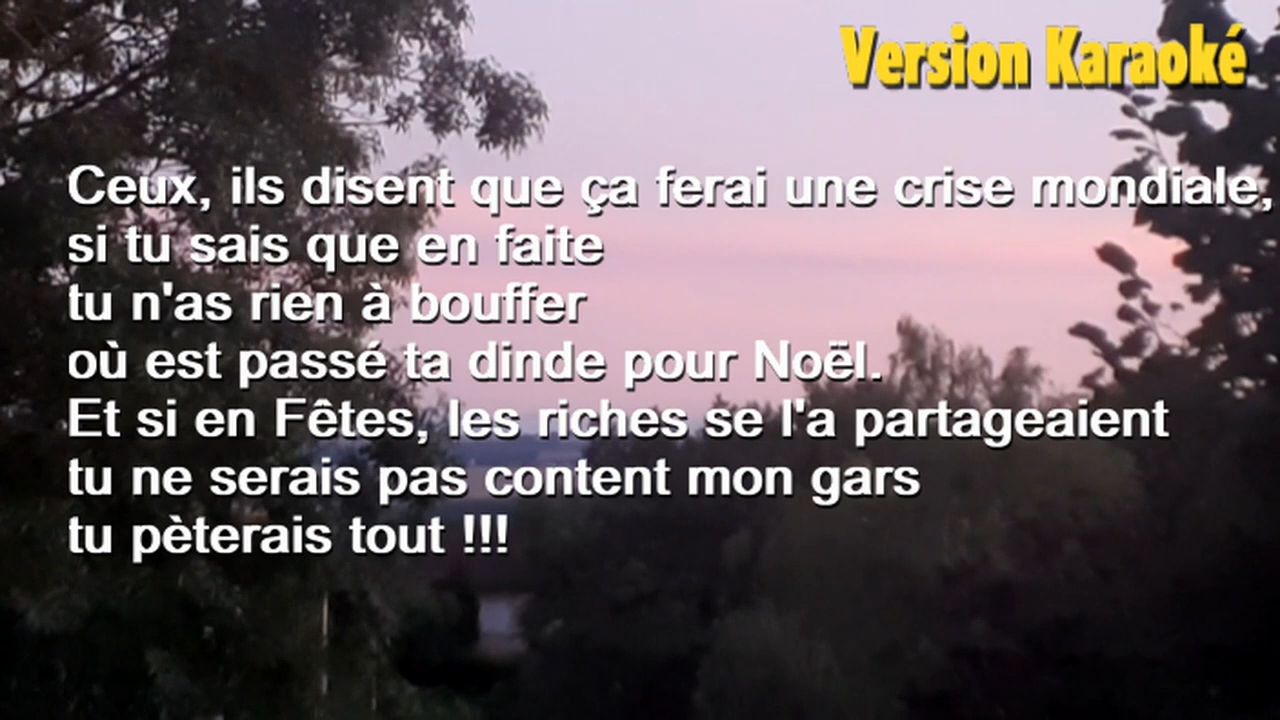 Version Karaoké
Ceux, ils disent que ça ferai une crise mondiale,
si tu sais que en faite
tu n'as rien à bouffer
où est passé ta dinde pour Noël.
Et si en Fêtes, les riches se l'a partageaient
tu ne serais pas content mon gars
tu pèterais tout !!!